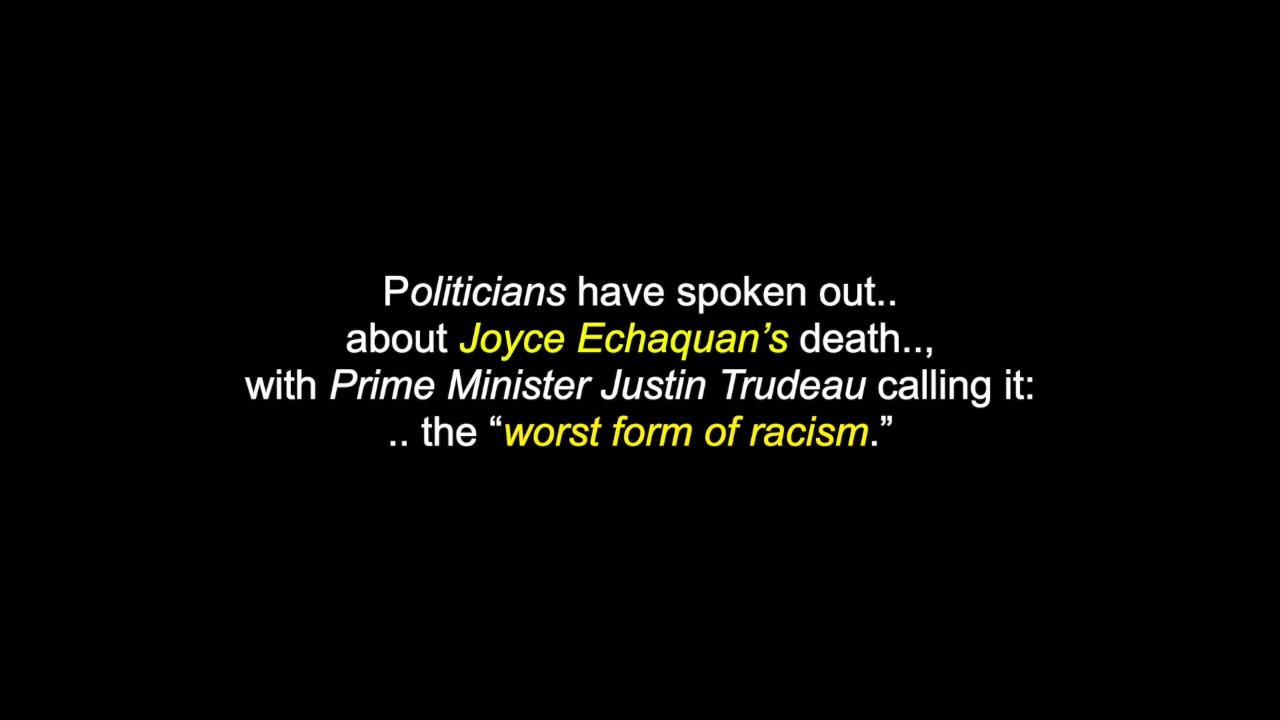 Politicians have spoken out..
about Joyce Echaquan’s death..,
with Prime Minister Justin Trudeau calling it:
.. the “worst form of racism.”